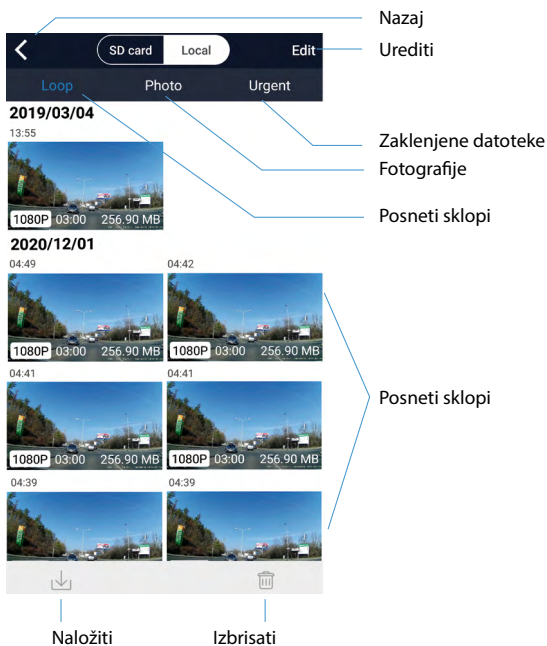 Nazaj
SD card Local Edit
Urediti
Loop Photo Urgent
2019/03/04
13:55
Zaklenjene datoteke
Fotografije
1080P 03:00 256.90 MB
Posneti sklopi
2020/12/01
04:49 04:42
1080P 03:00 256.90 MB 1080P 03:00 256.90 MB
04:41 04:41
Posneti sklopi
1080P 03:00 256.90 MB 1080P 03:00 256.90 MB
04:39 04:39
Naložiti Izbrisati